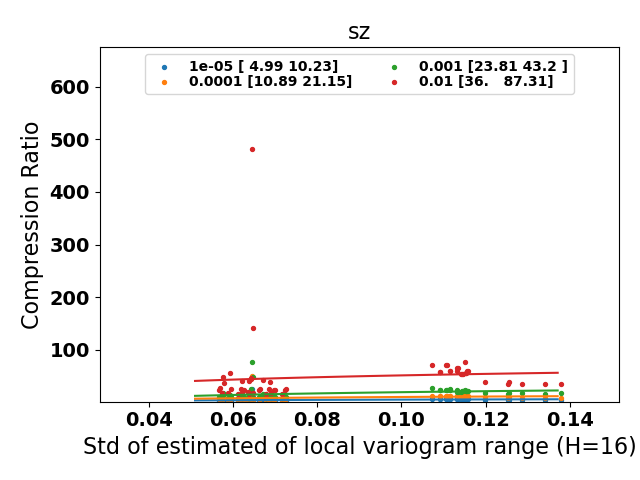 sz
1e-05 [ 4.99 10.23]
0.0001 [10.89 21.15]
0.001 [23.81 43.2 ]
0.01 [36.   87.31]
Compression Ratio
600
500
400
300
200
100
0.04 0.06 0.08 0.10 0.12 0.14
Std of estimated of local variogram range (H=16)